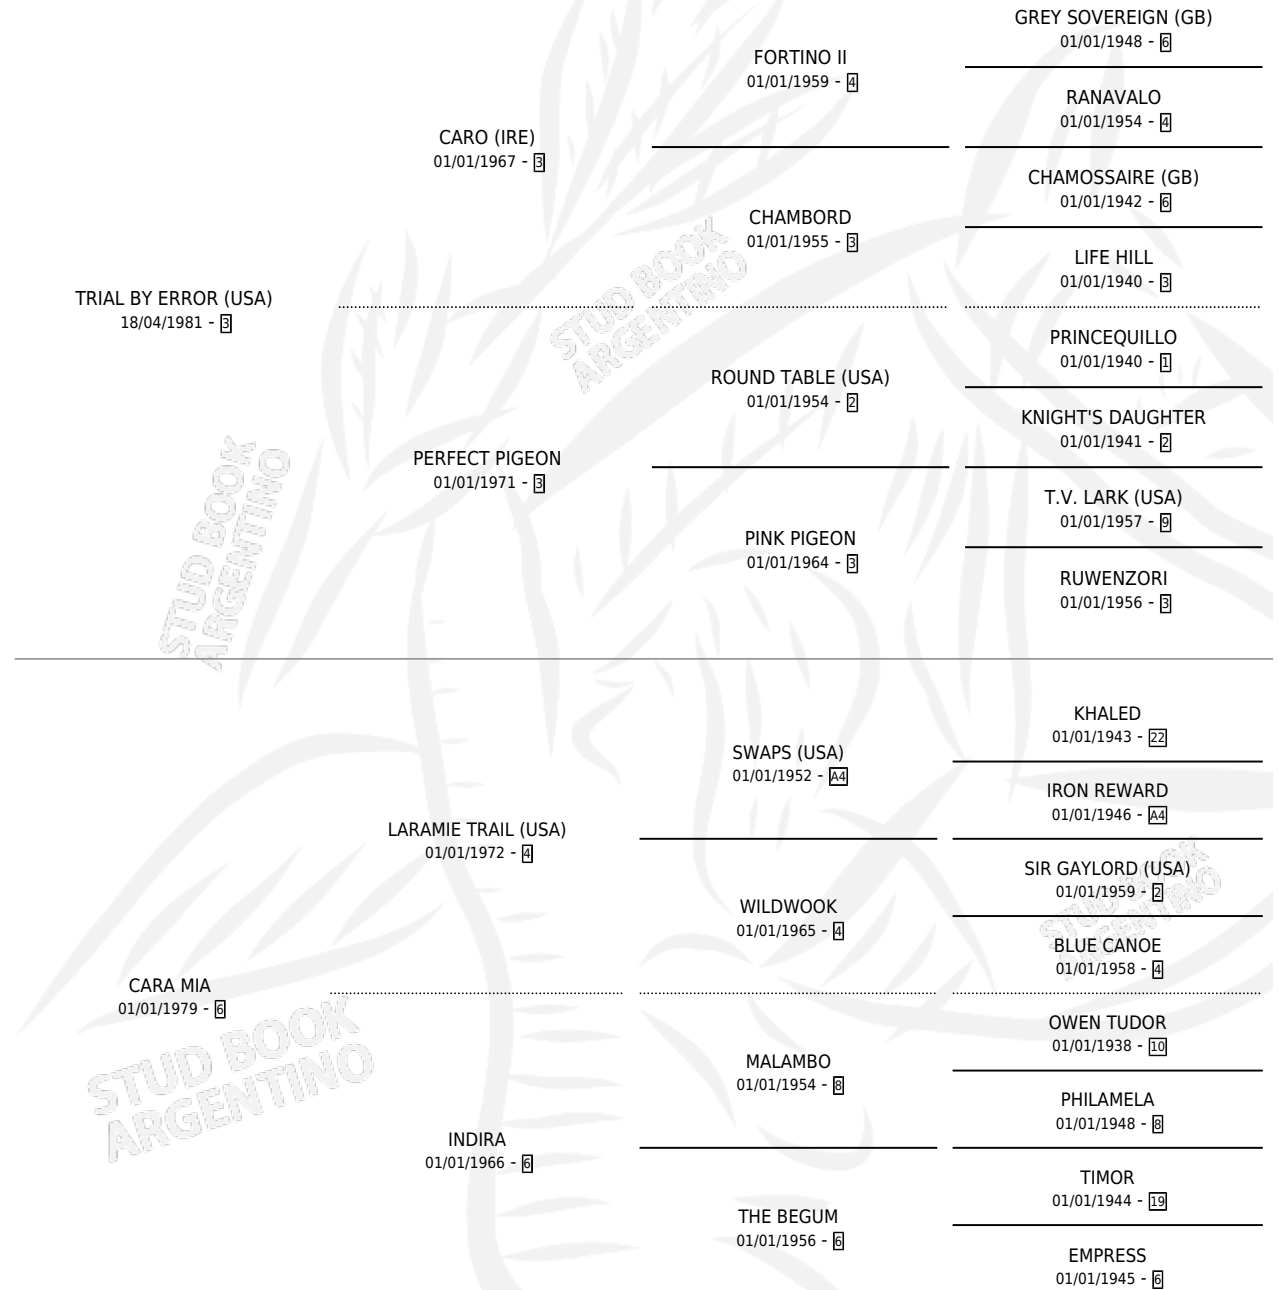 GREY SOVEREIGN (GB)
01/01/1948 - 6
FORTINO II
01/01/1959 - 4
RANAVALO
01/01/1954 - 4
CARO (IRE)
01/01/1967 - 3
CHAMOSSAIRE (GB)
01/01/1942 - 6
CHAMBORD
01/01/1955 - 3
LIFE HILL
01/01/1940 - 3
TRIAL BY ERROR (USA)
18/04/1981 - 3
PRINCEQUILLO
01/01/1940 - 1
ROUND TABLE (USA)
01/01/1954 - 2
KNIGHT'S DAUGHTER
01/01/1941 - 2
PERFECT PIGEON
01/01/1971 - 3
T.V. LARK (USA)
01/01/1957 - 9
PINK PIGEON
01/01/1964 - 3
RUWENZORI
01/01/1956 - 3
KHALED
01/01/1943 - 22
SWAPS (USA)
01/01/1952 - A4
IRON REWARD
01/01/1946 - A4
LARAMIE TRAIL (USA)
01/01/1972 - 4
SIR GAYLORD (USA)
01/01/1959 - 2
WILDWOOK
01/01/1965 - 4
BLUE CANOE
01/01/1958 - 4
CARA MIA
01/01/1979 - 6
OWEN TUDOR
01/01/1938 - 10
MALAMBO
01/01/1954 - 8
PHILAMELA
01/01/1948 - 8
INDIRA
01/01/1966 - 6
TIMOR
01/01/1944 - 19
THE BEGUM
01/01/1956 - 6
EMPRESS
01/01/1945 - 6
STUD BOOK
ARGENTINO
STUD BOOK
ARGENTINO
STUD BOOK
ARGENTINO
STUD BOOK
ARGENTINO